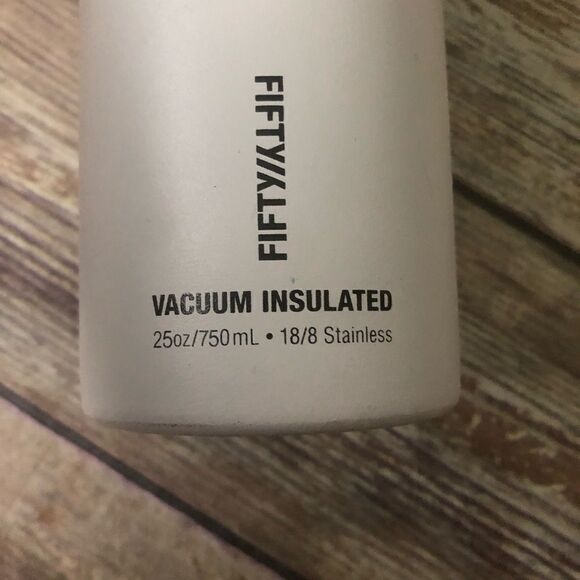 FIFTY/FIFTY
VACUUM INSULATED
25oz/750mL • 18/8 Stainless